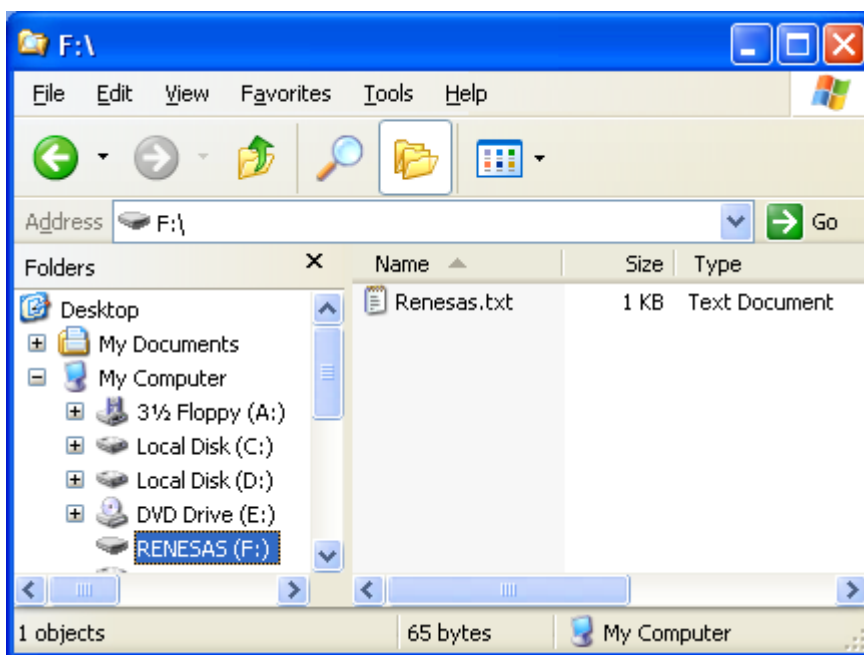 F:\
File Edit View Favorites Tools Help
Address F:\ Go
Folders
Desktop
My Documents
My Computer
3½ Floppy (A:)
Local Disk (C:)
Local Disk (D:)
DVD Drive (E:)
RENESAS (F:)
Name Size Type
Renesas.txt 1 KB Text Document
1 objects 65 bytes My Computer